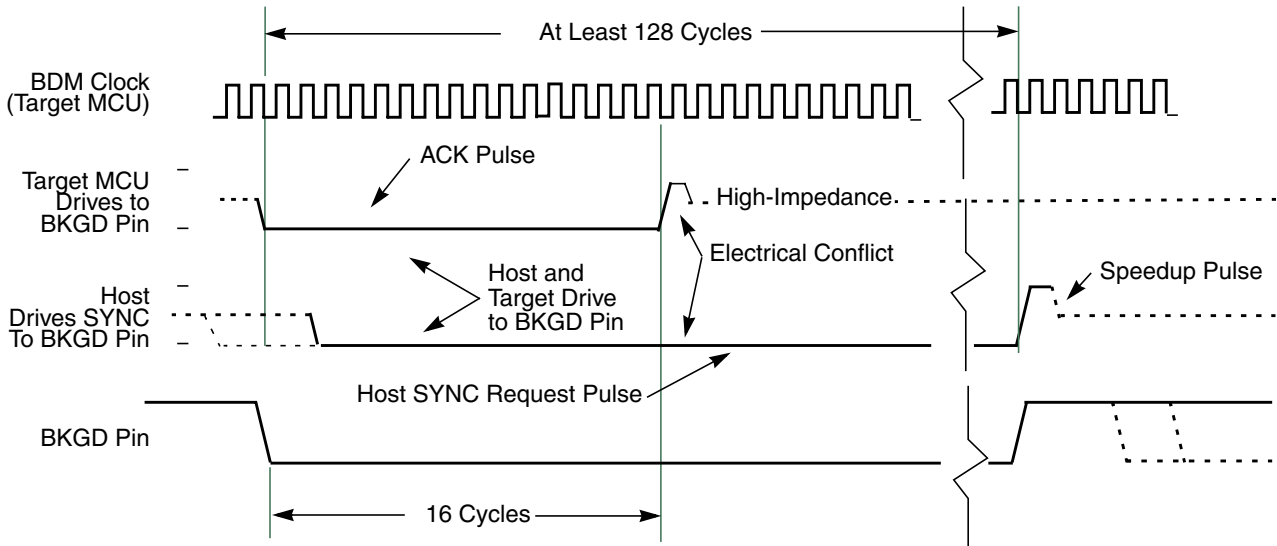 At Least 128 Cycles
BDM Clock
(Target MCU)
ACK Pulse
Target MCU
Drives to
BKGD Pin
High-Impedance
Electrical Conflict
Host and
Target Drive
to BKGD Pin
Speedup Pulse
Host
Drives SYNC
To BKGD Pin
Host SYNC Request Pulse
BKGD Pin
16 Cycles